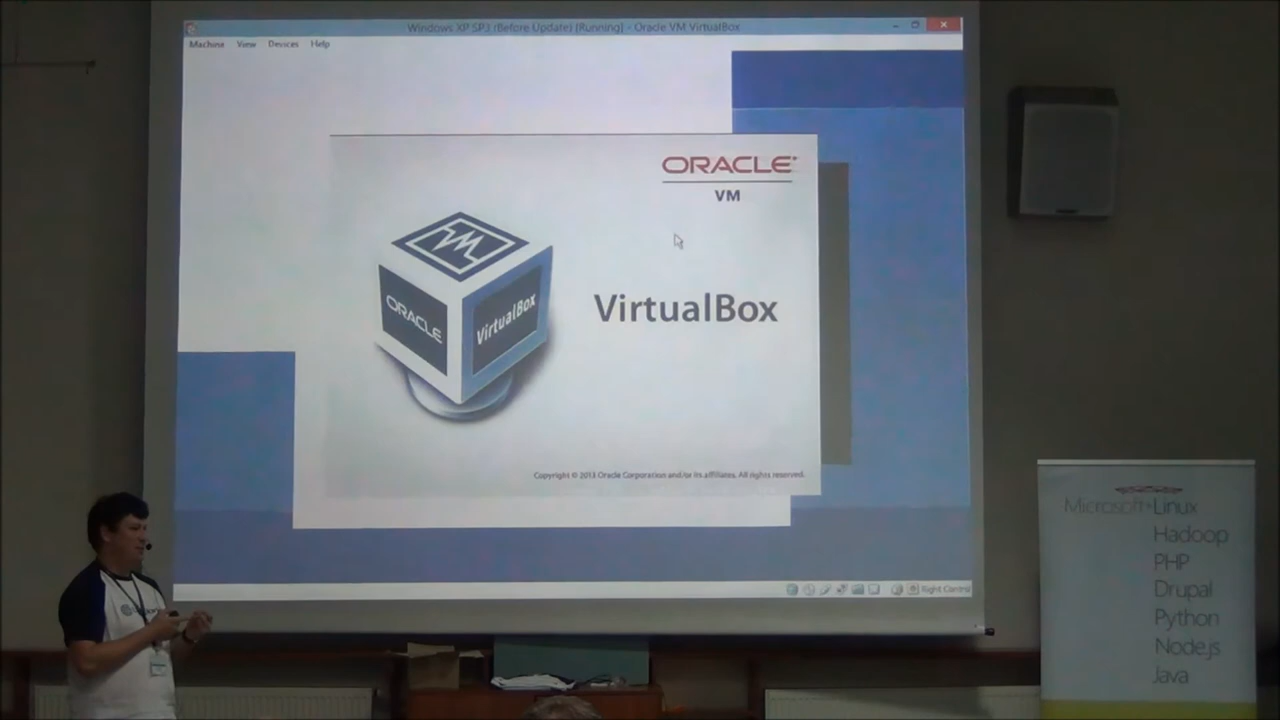 Windows XP SP3 (Before Update) [Running] - Oracle VM VirtualBox
Machine View Devices Help
ORACLE
VM
VirtualBox
ORACLE
VirtualBox
Copyright © 2013 Oracle Corporation and/or its affiliates. All rights reserved.
Right Control
Microsoft+Linux
Hadoop
PHP
Drupal
Python
Node.js
Java